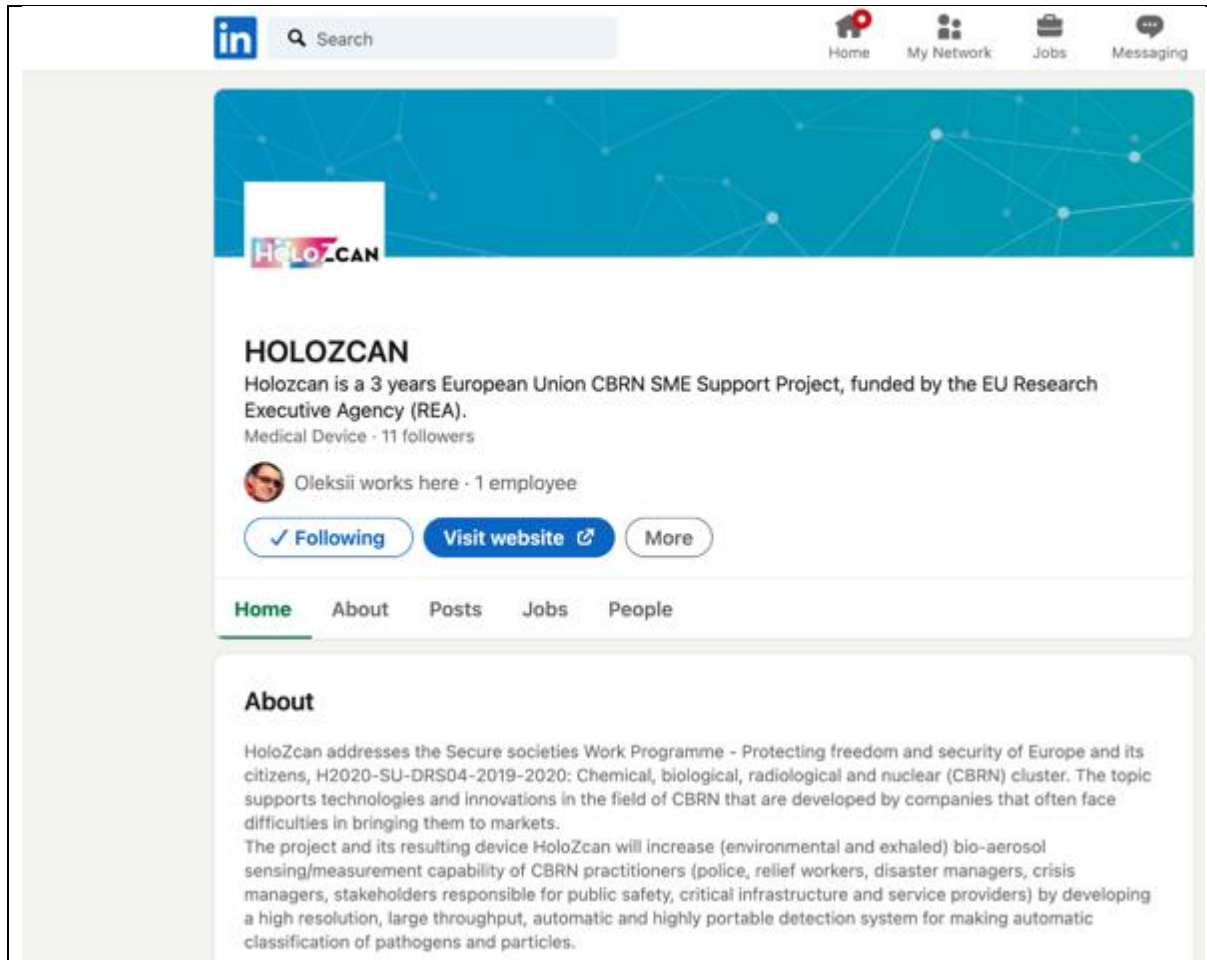 in Search Home My Network Jobs Messaging
HOLOZCAN
HOLOZCAN
Holozcan is a 3 years European Union CBRN SME Support Project, funded by the EU Research
Executive Agency (REA).
Medical Device · 11 followers
Oleksii works here · 1 employee
✓ Following Visit website More
Home About Posts Jobs People
About
HoloZcan addresses the Secure societies Work Programme - Protecting freedom and security of Europe and its
citizens, H2020-SU-DRS04-2019-2020: Chemical, biological, radiological and nuclear (CBRN) cluster. The topic
supports technologies and innovations in the field of CBRN that are developed by companies that often face
difficulties in bringing them to markets.
The project and its resulting device HoloZcan will increase (environmental and exhaled) bio-aerosol
sensing/measurement capability of CBRN practitioners (police, relief workers, disaster managers, crisis
managers, stakeholders responsible for public safety, critical infrastructure and service providers) by developing
a high resolution, large throughput, automatic and highly portable detection system for making automatic
classification of pathogens and particles.